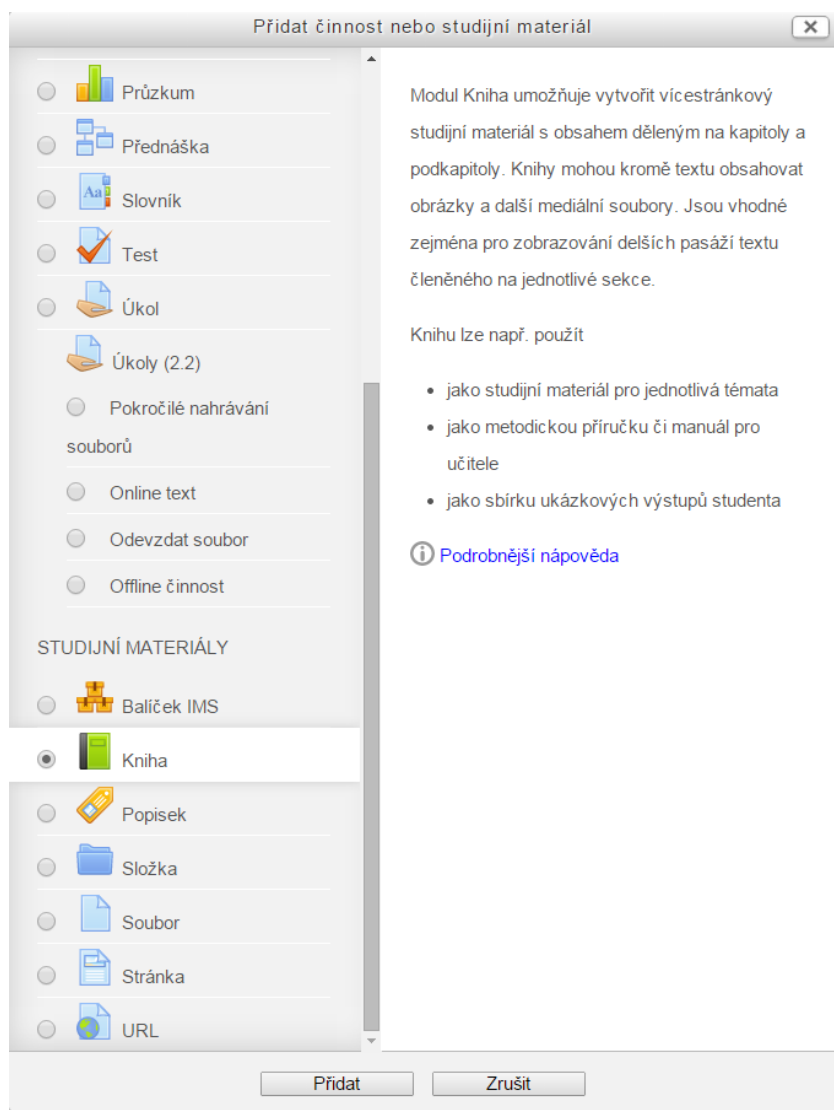 Přidat činnost nebo studijní materiál
Průzkum
Přednáška
Aa
Slovník
Test
Úkol
Úkoly (2.2)
Pokročilé nahrávání
souborů
Online text
Odevzdat soubor
Offline činnost
STUDIJNÍ MATERIÁLY
Balíček IMS
Kniha
Popisek
Složka
Soubor
Stránka
URL
Modul Kniha umožňuje vytvořit vícestránkový
studijní materiál s obsahem děleným na kapitoly a
podkapitoly. Knihy mohou kromě textu obsahovat
obrázky a další mediální soubory. Jsou vhodné
zejména pro zobrazování delších pasáží textu
členěného na jednotlivé sekce.
Knihu lze např. použít
• jako studijní materiál pro jednotlivá témata
• jako metodickou příručku či manuál pro
učitele
• jako sbírku ukázkových výstupů studenta
Podrobnější nápověda
Přidat
Zrušit